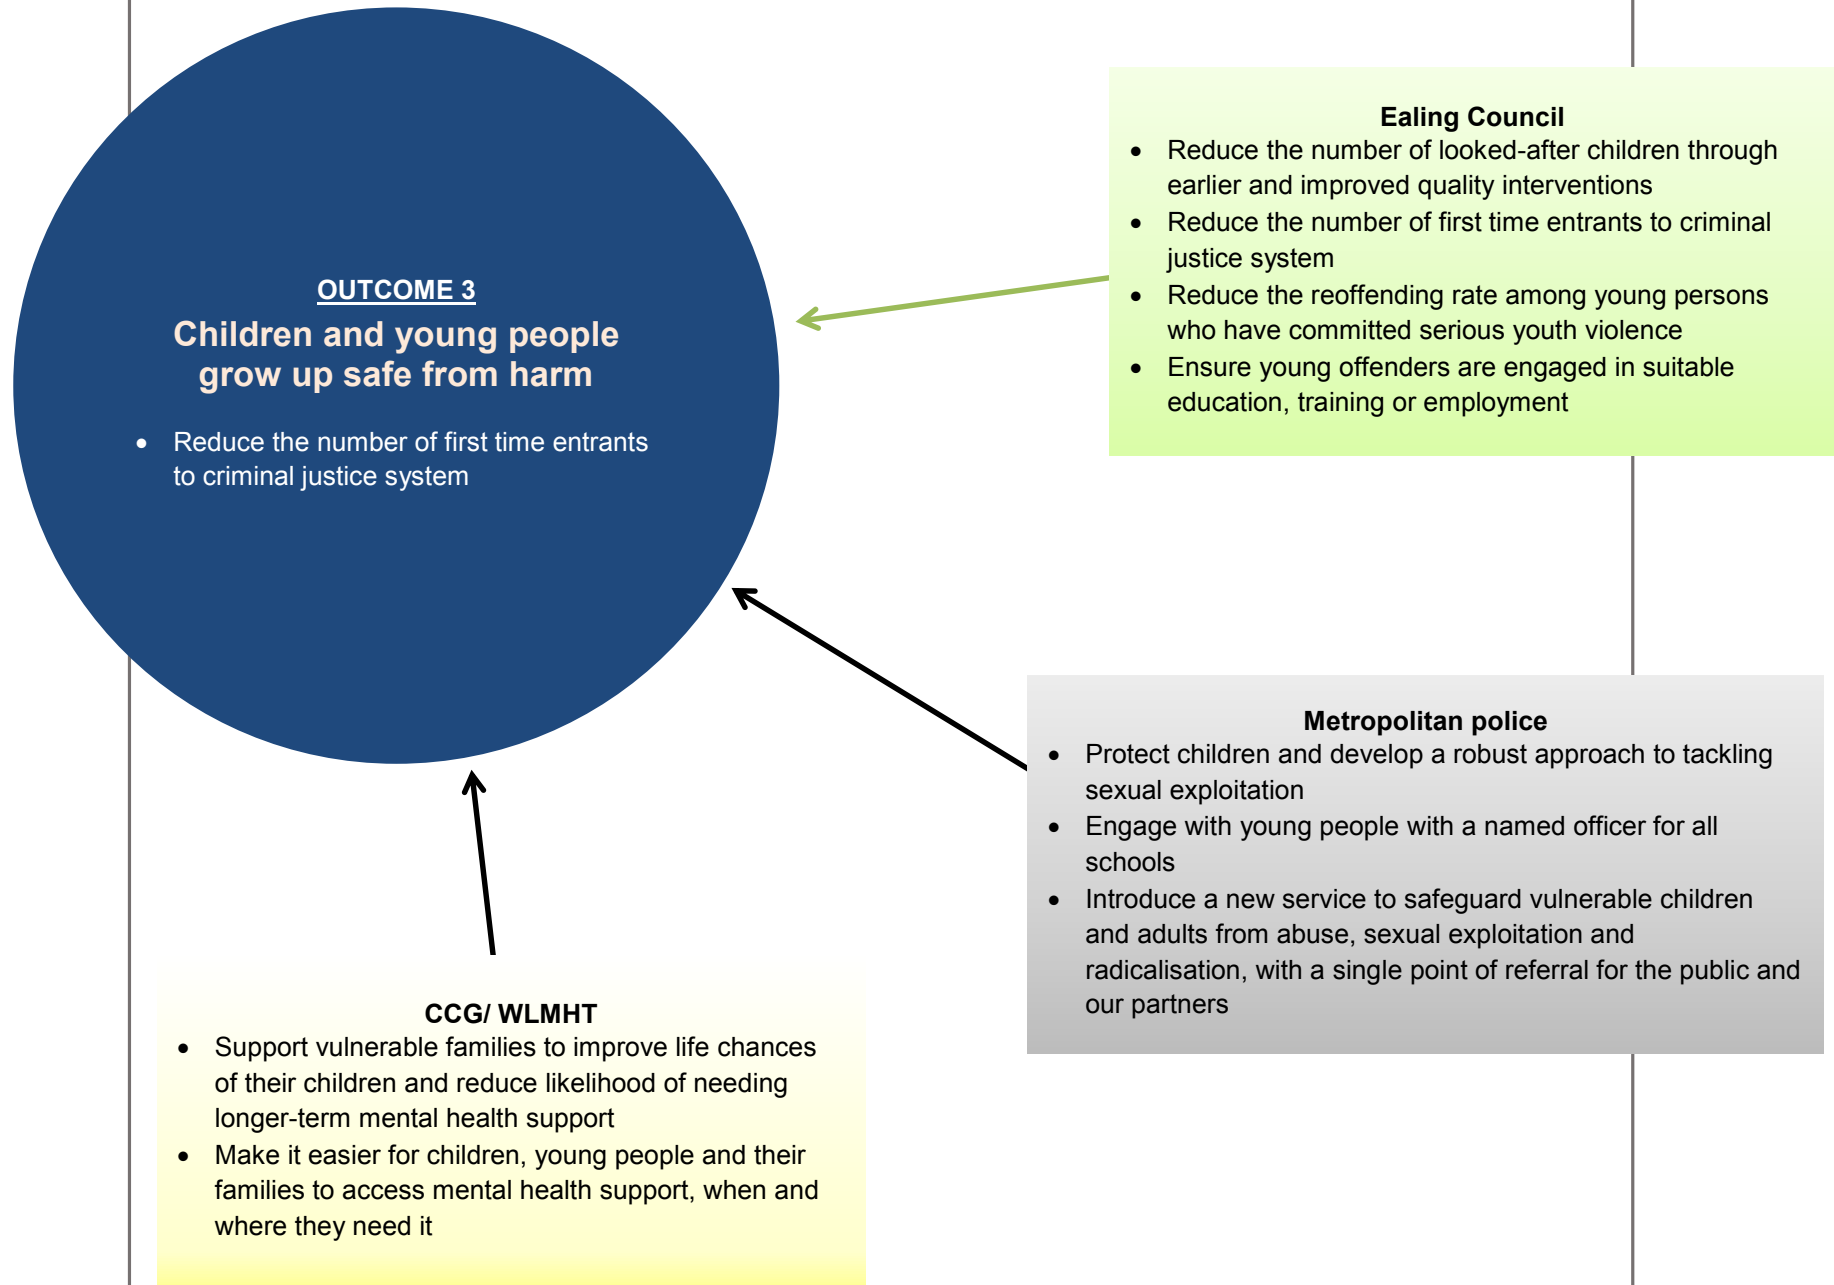 OUTCOME 3
Children and young people
grow up safe from harm
• Reduce the number of first time entrants
to criminal justice system
Ealing Council
• Reduce the number of looked-after children through
earlier and improved quality interventions
• Reduce the number of first time entrants to criminal
justice system
• Reduce the reoffending rate among young persons
who have committed serious youth violence
• Ensure young offenders are engaged in suitable
education, training or employment
Metropolitan police
• Protect children and develop a robust approach to tackling
sexual exploitation
• Engage with young people with a named officer for all
schools
• Introduce a new service to safeguard vulnerable children
and adults from abuse, sexual exploitation and
radicalisation, with a single point of referral for the public and
our partners
CCG/ WLMHT
• Support vulnerable families to improve life chances
of their children and reduce likelihood of needing
longer-term mental health support
• Make it easier for children, young people and their
families to access mental health support, when and
where they need it